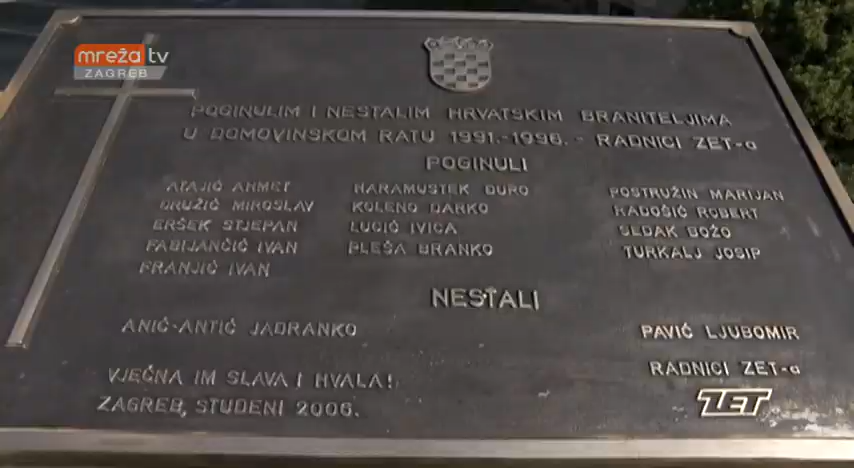 mreža tv
ZAGREB
POGINULIM I NESTALIM HRVATSKIM BRANITELJIMA
U DOMOVINSKOM RATU 1991.-1996. - RADNICI ZET-a
POGINULI
ATAJIĆ AHMET HARAMUSTEK ĐURO POSTRUŽIN MARIJAN
DRUŽIĆ MIROSLAV KOLENO DARKO RADOŠIĆ ROBERT
ERŠEK STJEPAN LUCIĆ IVICA SEDAK BOŽO
FABIJANČIĆ IVAN PLEŠA BRANKO TURKALJ JOSIP
FRANJIĆ IVAN
NESTALI
ANIĆ-ANTIĆ JADRANKO PAVIĆ LJUBOMIR
VJEČNA IM SLAVA I HVALA! RADNICI ZET-a
ZAGREB, STUDENI 2006. ZET